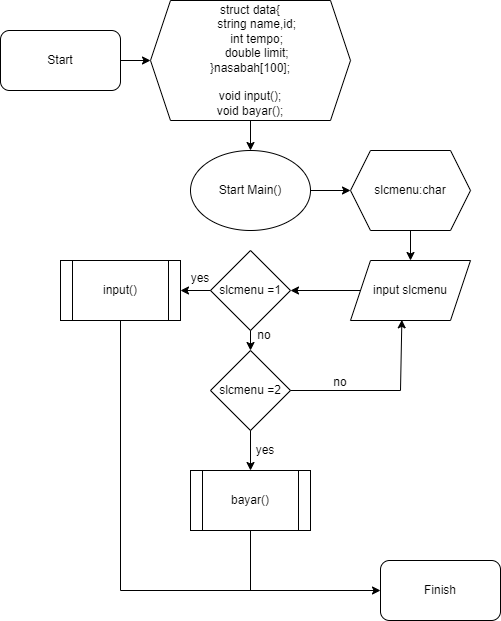 struct data{
string name,id;
int tempo;
double limit;
}nasabah[100];
void input();
void bayar();
Start
Start Main()
slcmenu:char
input()
yes
slcmenu =1
input slcmenu
no
slcmenu =2
no
yes
bayar()
Finish